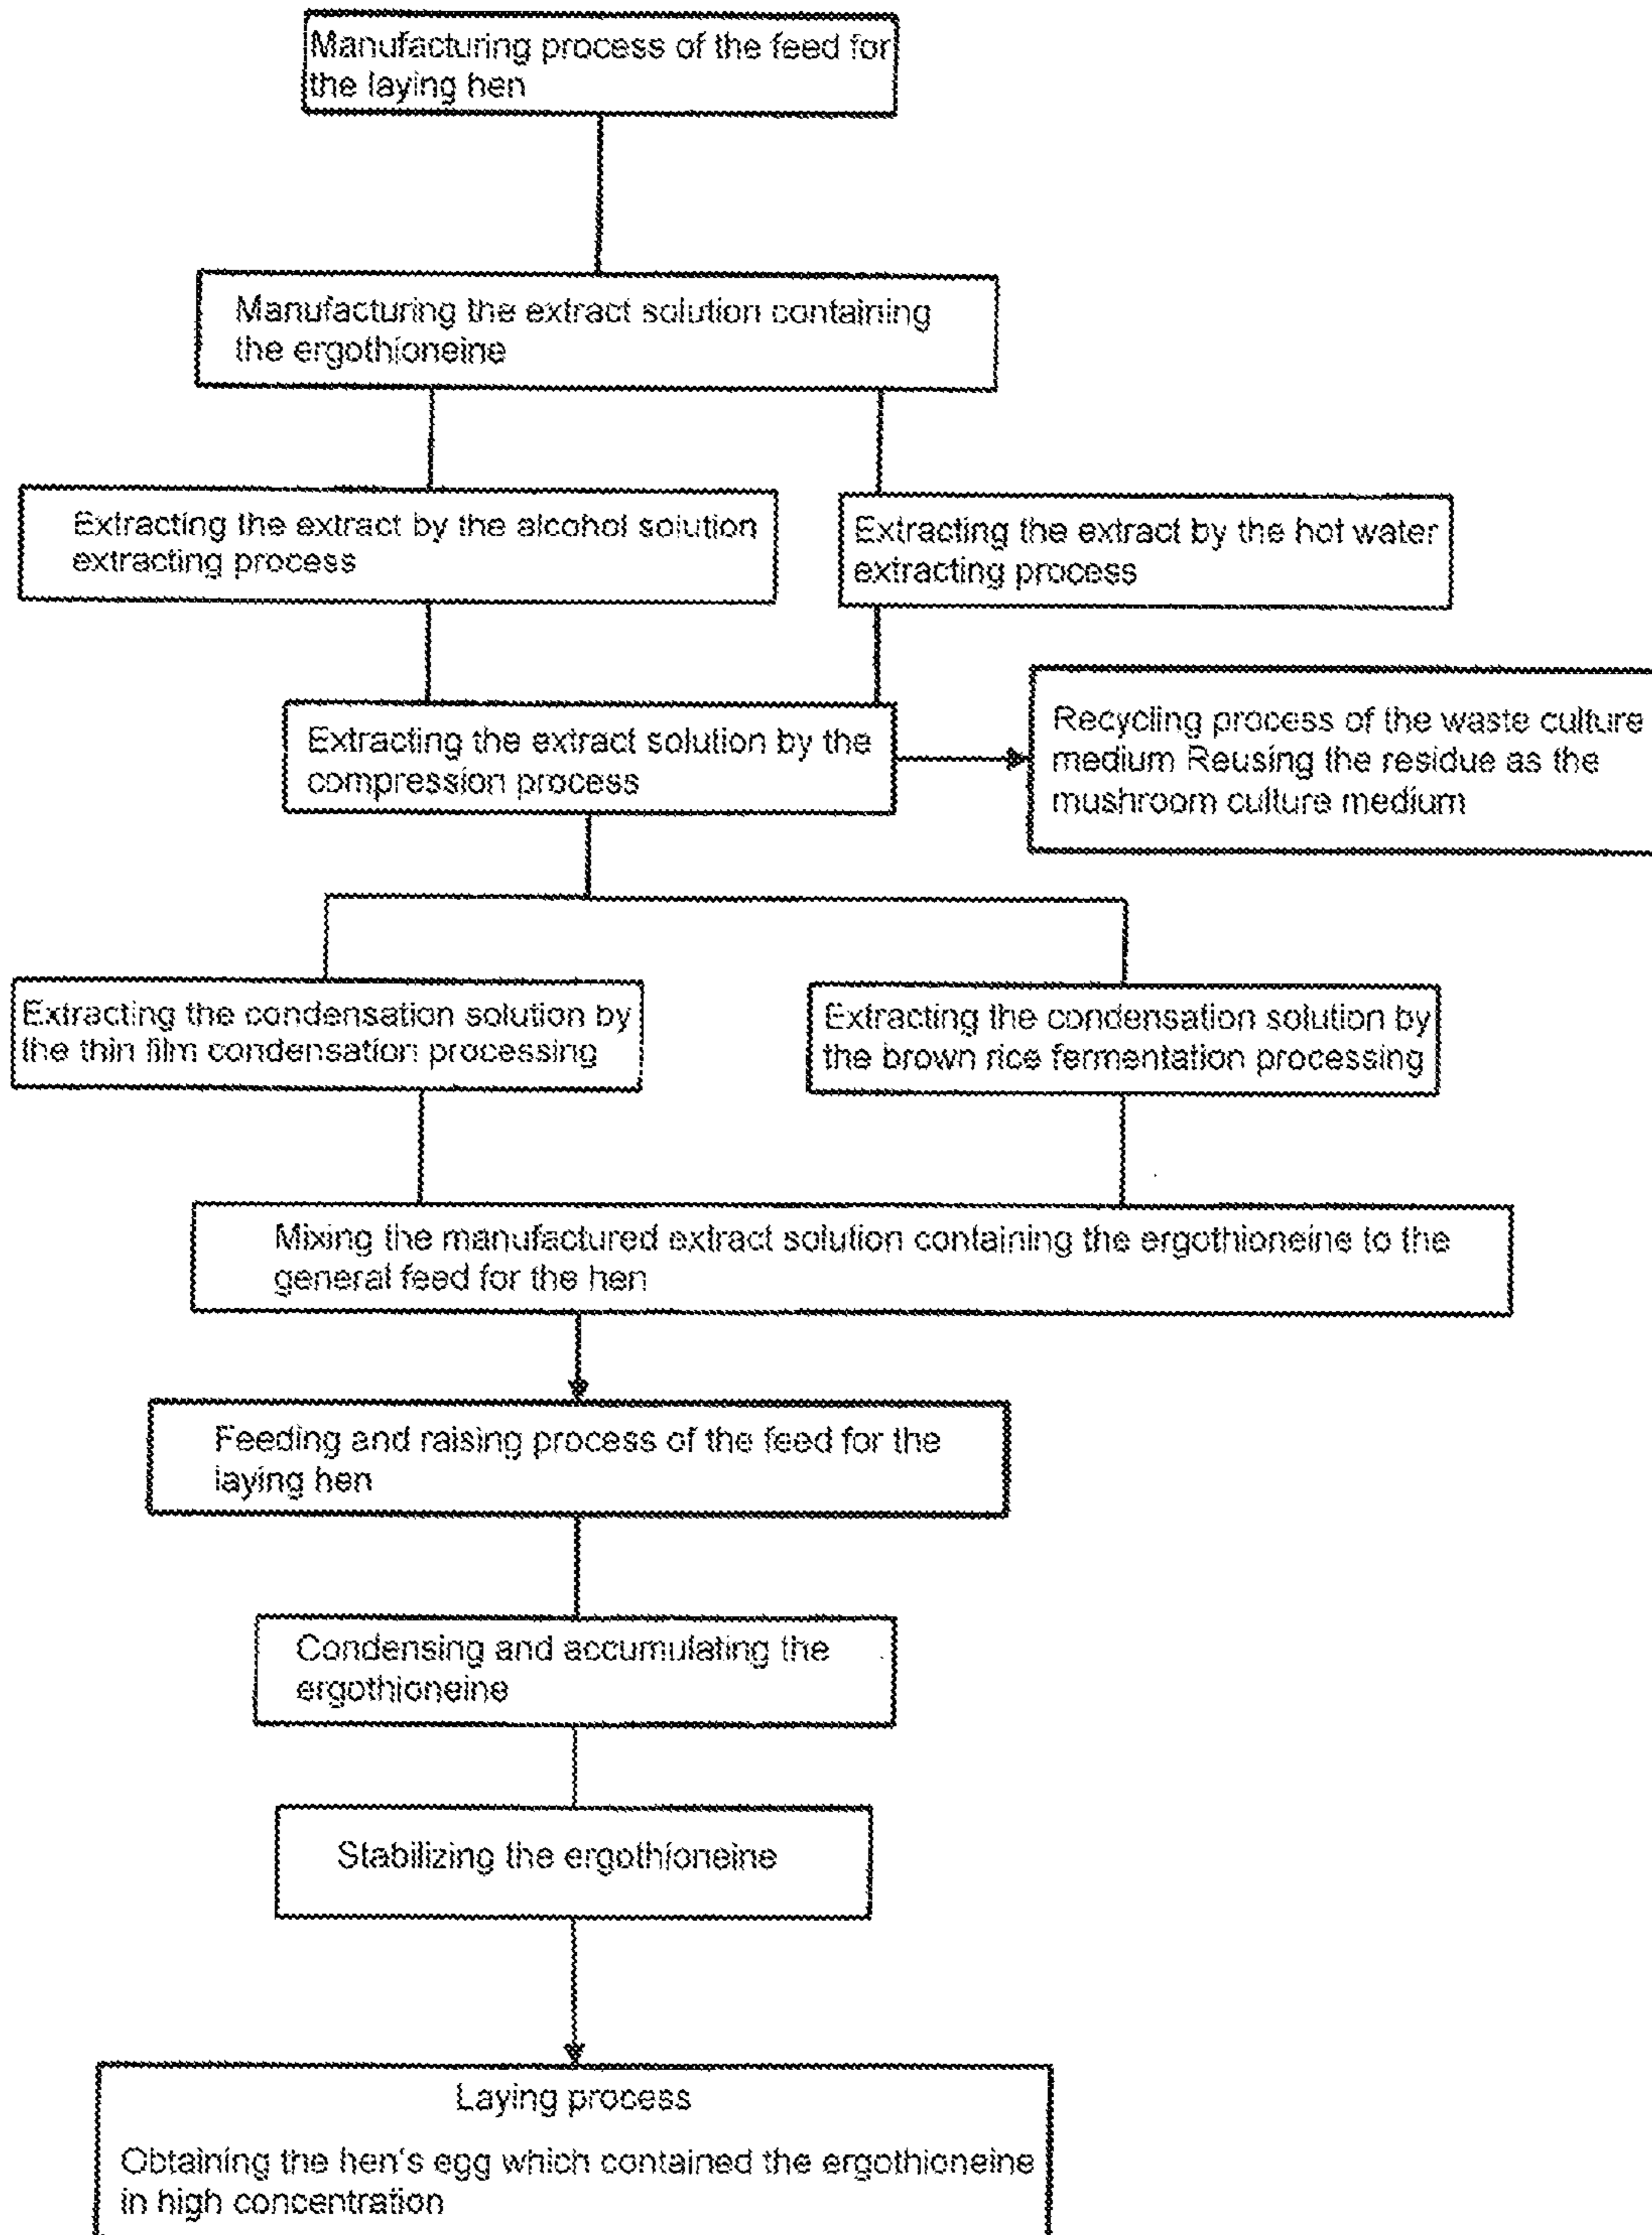 Manufacturing process of the feed for
the laying hen
Manufacturing the extract solution containing
the ergothioneine
Extracting the extract by the alcohol solution
extracting process
Extracting the extract by the hot water
extracting process
Extracting the extract solution by the
compression process
Recycling process of the waste culture
medium Reusing the residue as the
mushroom culture medium
Extracting the condensation solution by
the thin film condensation processing
Extracting the condensation solution by
the brown rice fermentation processing
Mixing the manufactured extract solution containing the ergothioneine to the
general feed for the hen
Feeding and raising process of the feed for the
laying hen
Condensing and accumulating the
ergothioneine
Stabilizing the ergothioneine
Laying process
Obtaining the hen's egg which contained the ergothioneine
in high concentration